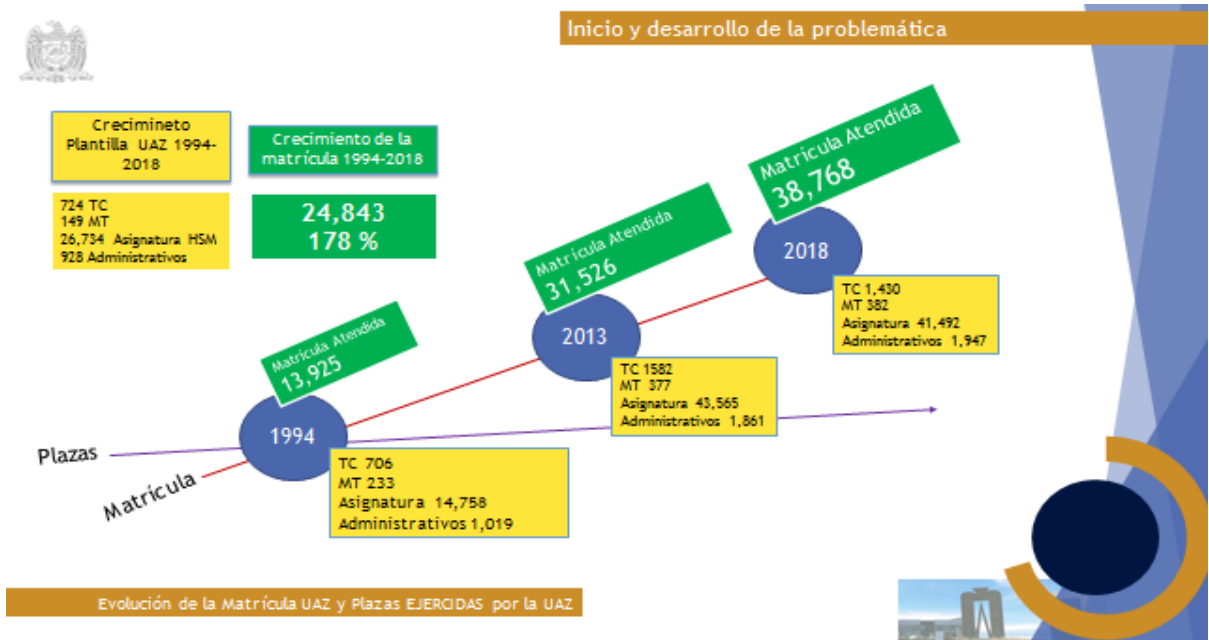 Inicio y desarrollo de la problemática
Crecimineto
Plantilla UAZ 1994-
2018
Crecimiento de la
matrícula 1994-2018
724 TC
149 MT
26,734 Asignatura HSM
928 Administrativos
24,843
178 %
Matrícula Atendida
38,768
2018
TC 1,430
MT 382
Asignatura 41,492
Administrativos 1,947
Matrícula Atendida
31,526
2013
TC 1582
MT 377
Asignatura 43,565
Administrativos 1,861
Matrícula Atendida
13,925
1994
TC 706
MT 233
Asignatura 14,758
Administrativos 1,019
Plazas
Matrícula
Evolución de la Matrícula UAZ y Plazas EJERCIDAS por la UAZ